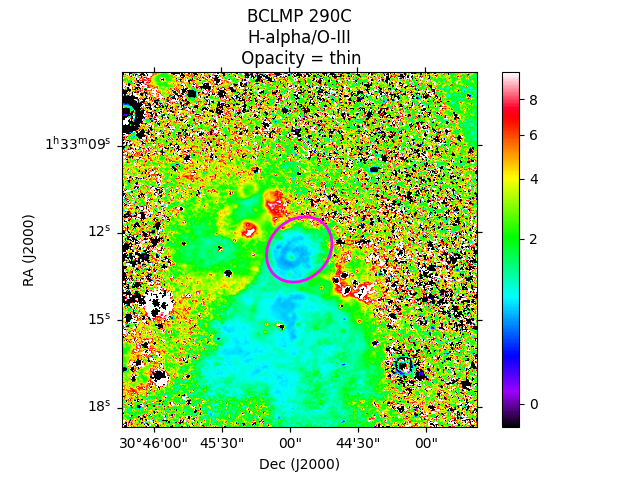 BCLMP 290C
H-alpha/O-III
Opacity = thin
1ʰ33ᵐ09ˢ
12ˢ
15ˢ
18ˢ
RA (J2000)
30°46'00" 45'30" 00" 44'30" 00"
Dec (J2000)
8
6
4
2
0